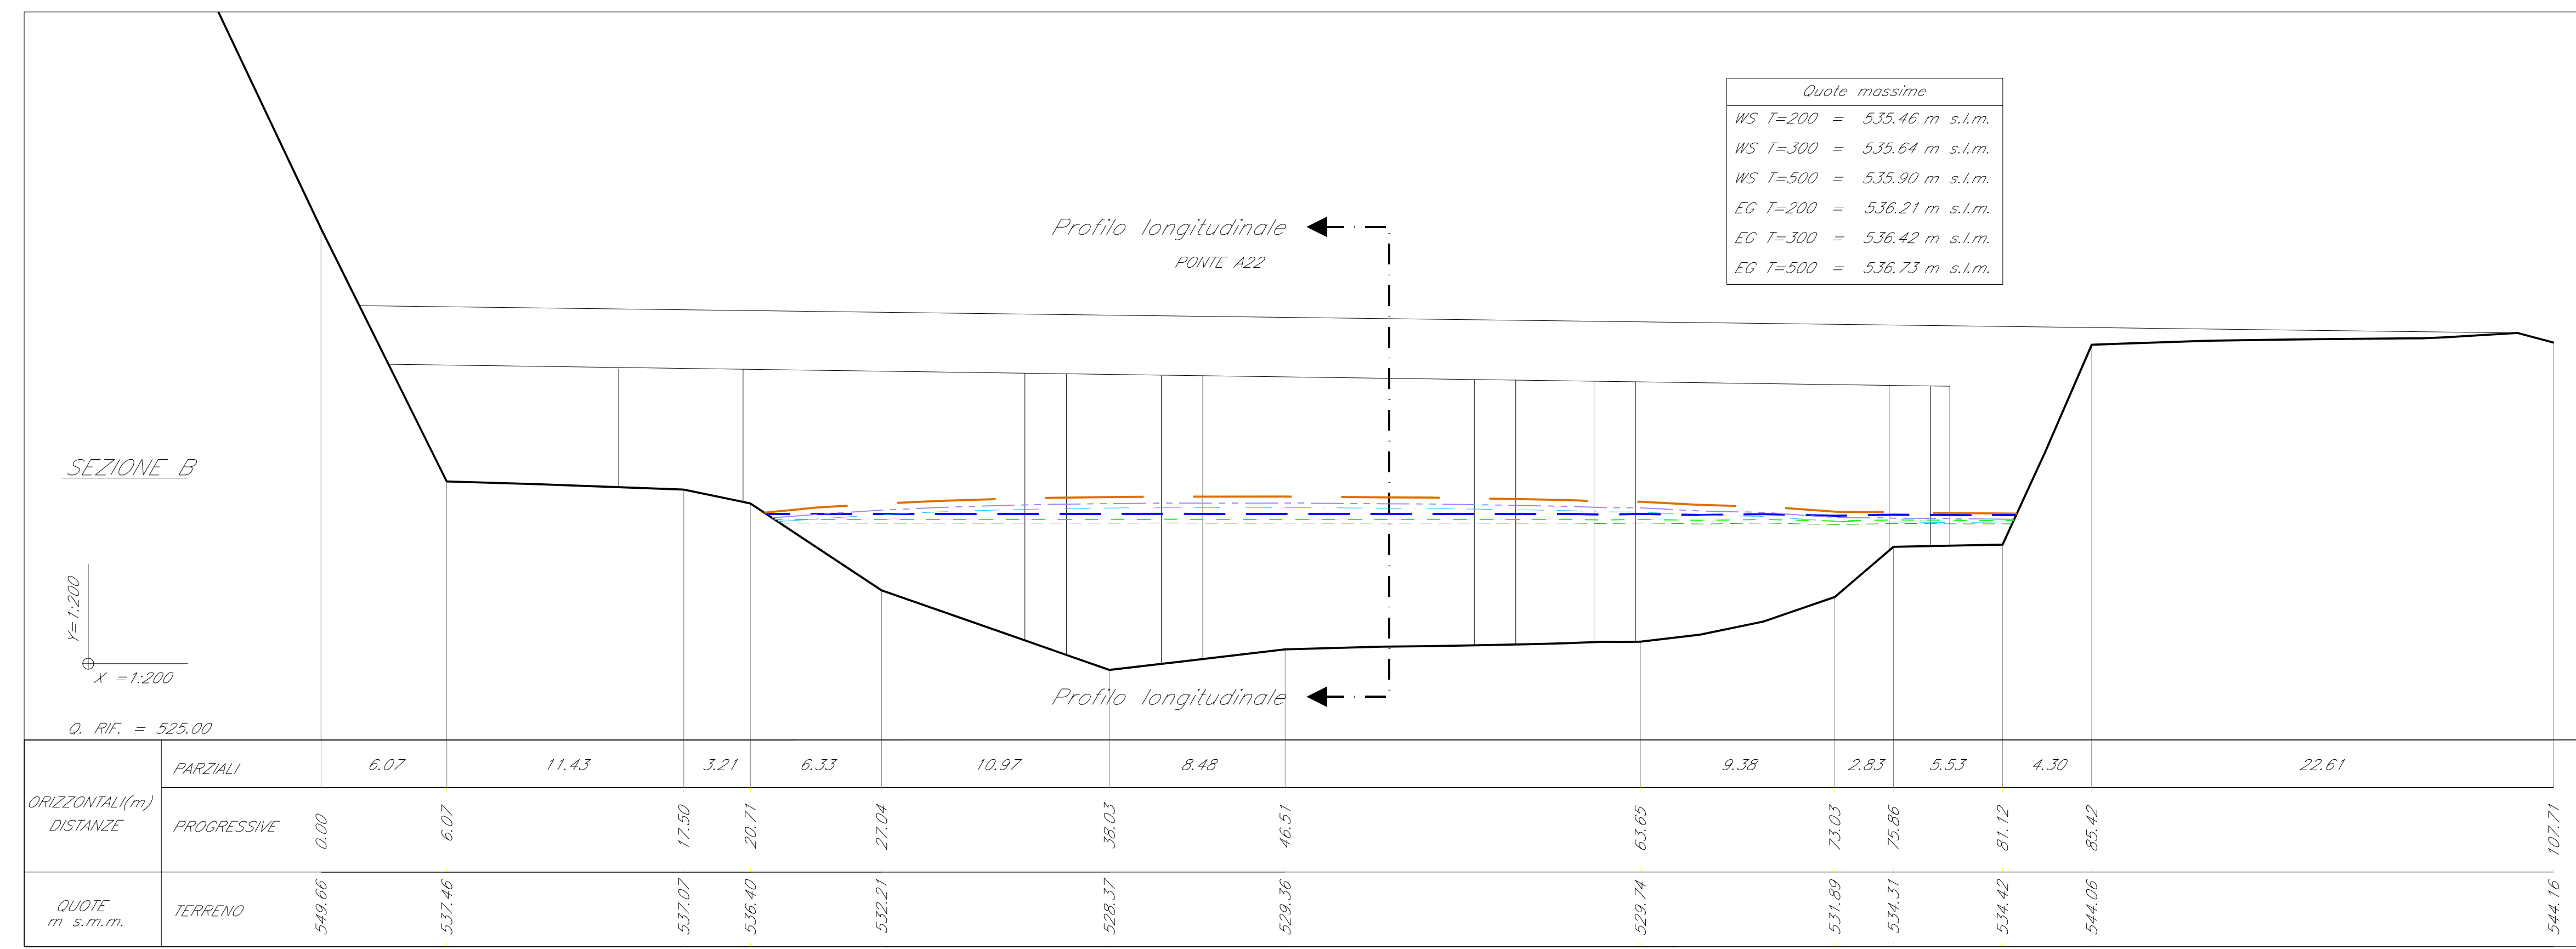 Quote massime
WS T=200 = 535.46 m s.l.m.
WS T=300 = 535.64 m s.l.m.
WS T=500 = 535.90 m s.l.m.
EG T=200 = 536.21 m s.l.m.
EG T=300 = 536.42 m s.l.m.
EG T=500 = 536.73 m s.l.m.
Profilo longitudinale
PONTE A22
SEZIONE B
Y=1:200
X =1:200
Profilo longitudinale
Q. RIF. = 525.00
PARZIALI 6.07 11.43 3.21 6.33 10.97 8.48 9.38 2.83 5.53 4.30 22.61
ORIZZONTALI(m)
DISTANZE
PROGRESSIVE 0.00 6.07 17.50 20.71 27.04 38.03 46.51 63.65 73.03 75.86 81.12 85.42 107.71
QUOTE
m s.m.m.
TERRENO 549.66 537.46 537.07 536.40 532.21 528.37 529.36 529.74 531.89 534.31 534.42 544.06 544.16